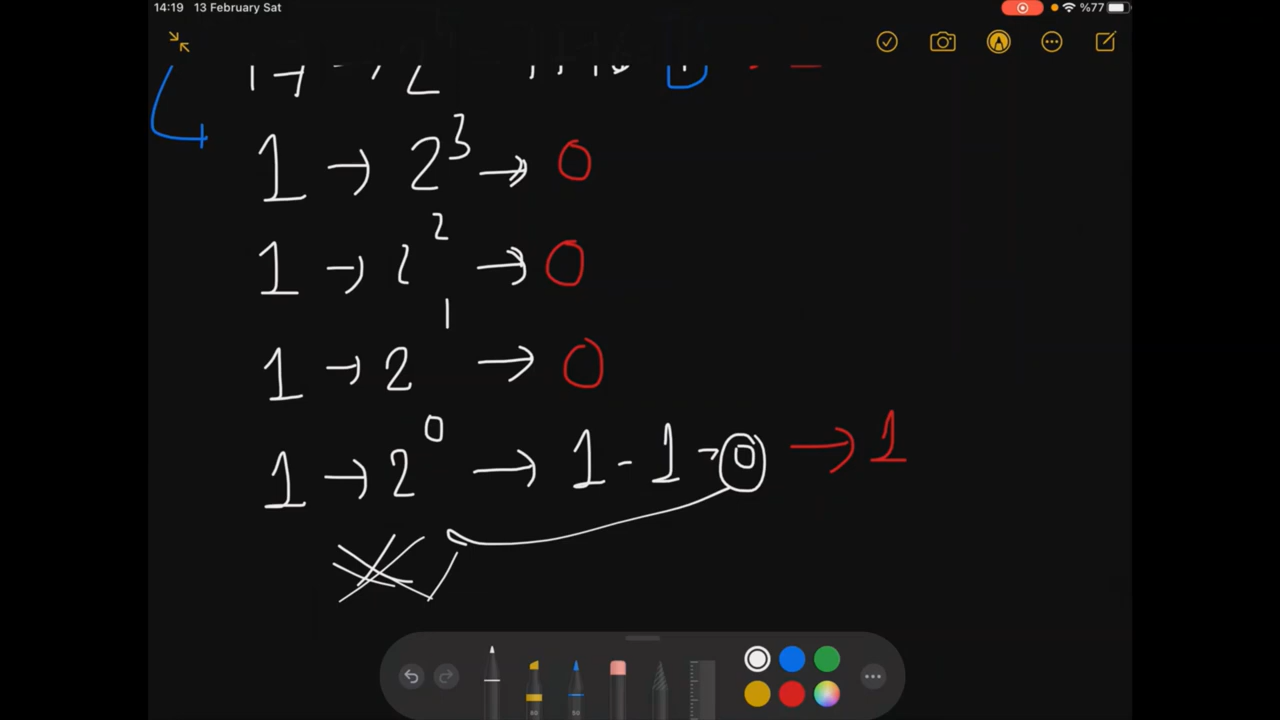 14:19 13 February Sat %77
1 → 2³ → 0
1 → 2² → 0
1 → 2¹ → 0
1 → 2⁰ → 1 - 1 = 0 → 1